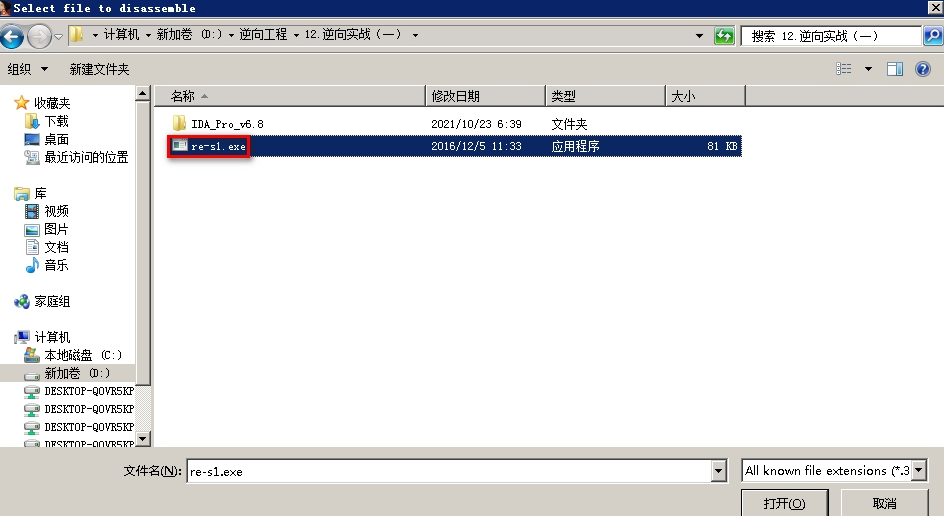 Select file to disassemble
计算机 新加卷 (D:) 逆向工程 12.逆向实战（一）
搜索 12.逆向实战（一）
组织 新建文件夹
收藏夹
下载
桌面
最近访问的位置
库
视频
图片
文档
音乐
家庭组
计算机
本地磁盘 (C:)
新加卷 (D:)
DESKTOP-QOVR5KP
DESKTOP-QOVR5KP
DESKTOP-QOVR5KP
DESKTOP-QOVR5KP
名称 修改日期 类型 大小
IDA_Pro_v6.8 2021/10/23 6:39 文件夹
re-s1.exe 2016/12/5 11:33 应用程序 81 KB
文件名(N): re-s1.exe
All known file extensions (*.3
打开(O) 取消